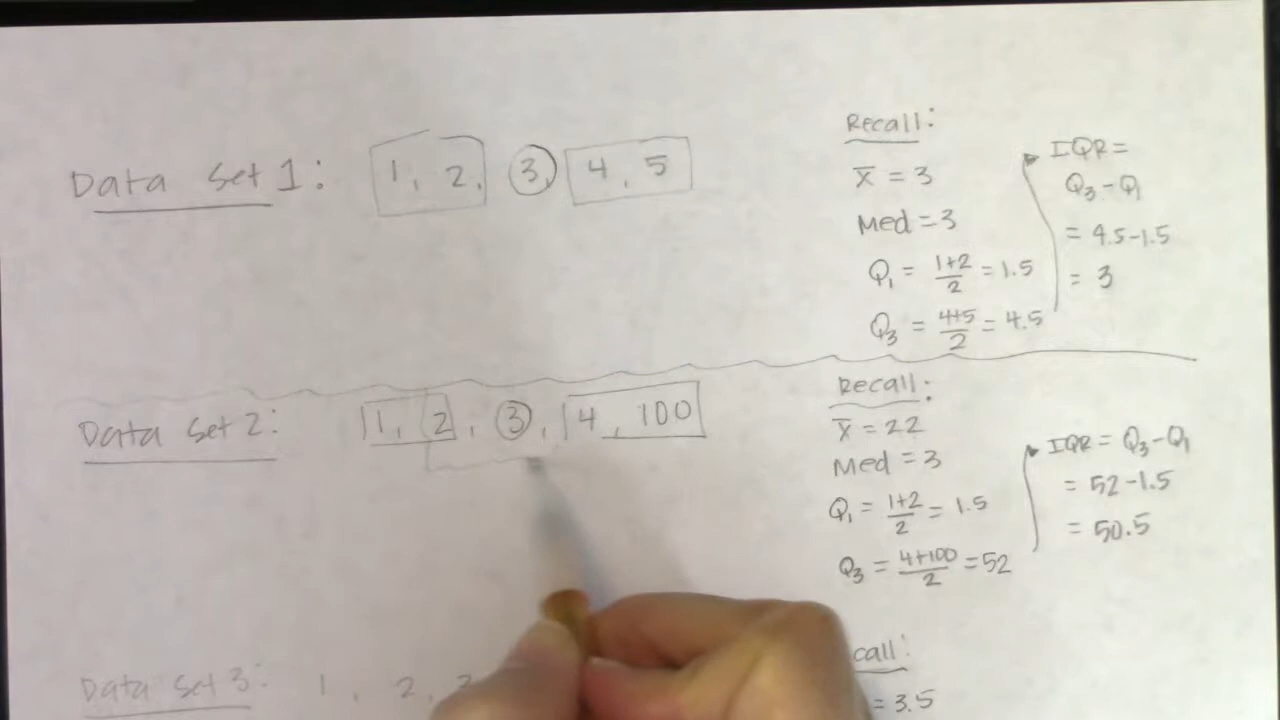 Data Set 1: 1, 2, 3, 4, 5
Recall:
x̄ = 3
Med = 3
Q₁ = 1+2/2 = 1.5
Q₃ = 4+5/2 = 4.5
IQR =
Q₃-Q₁
= 4.5-1.5
= 3
Data Set 2: 1, 2, 3, 4, 100
Recall:
x̄ = 22
Med = 3
Q₁ = 1+2/2 = 1.5
Q₃ = 4+100/2 = 52
IQR = Q₃-Q₁
= 52-1.5
= 50.5
Data Set 3: 1, 2, 3
call:
= 3.5